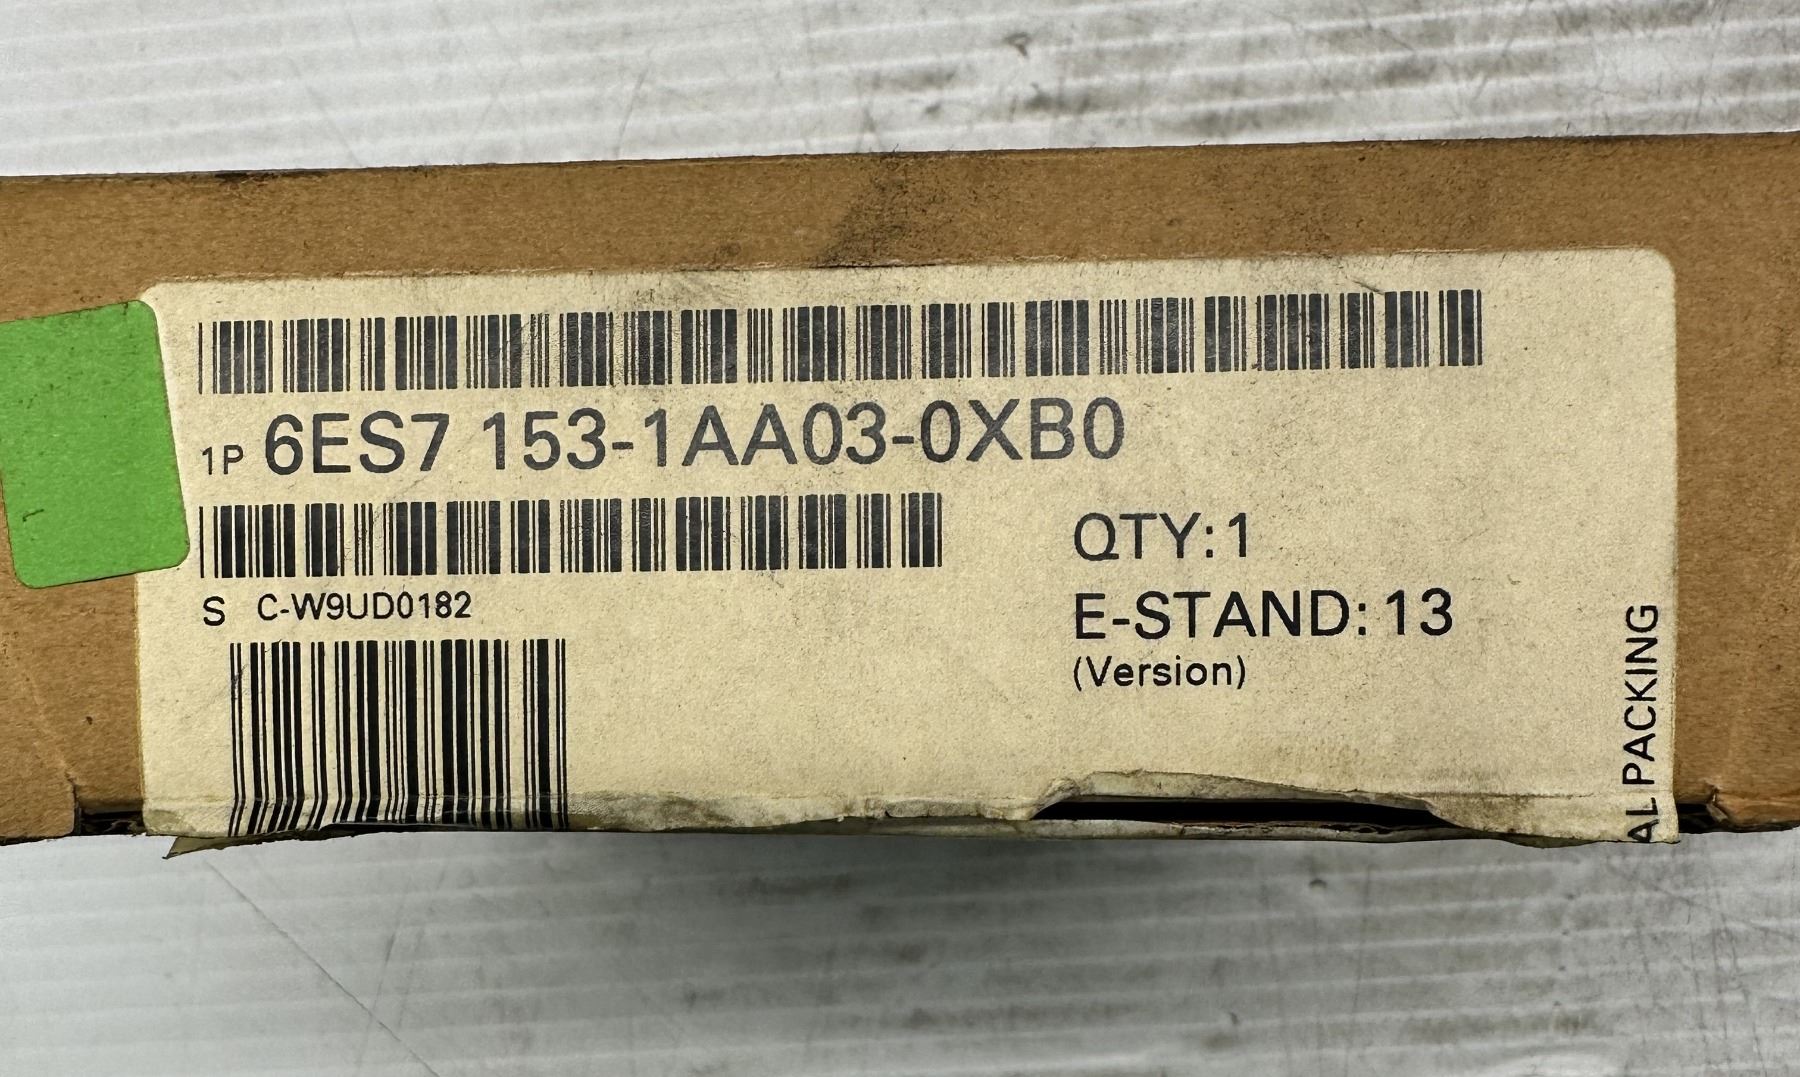 1P 6ES7 153-1AA03-0XB0
S C-W9UD0182
QTY:1
E-STAND: 13
(Version)
AL PACKING